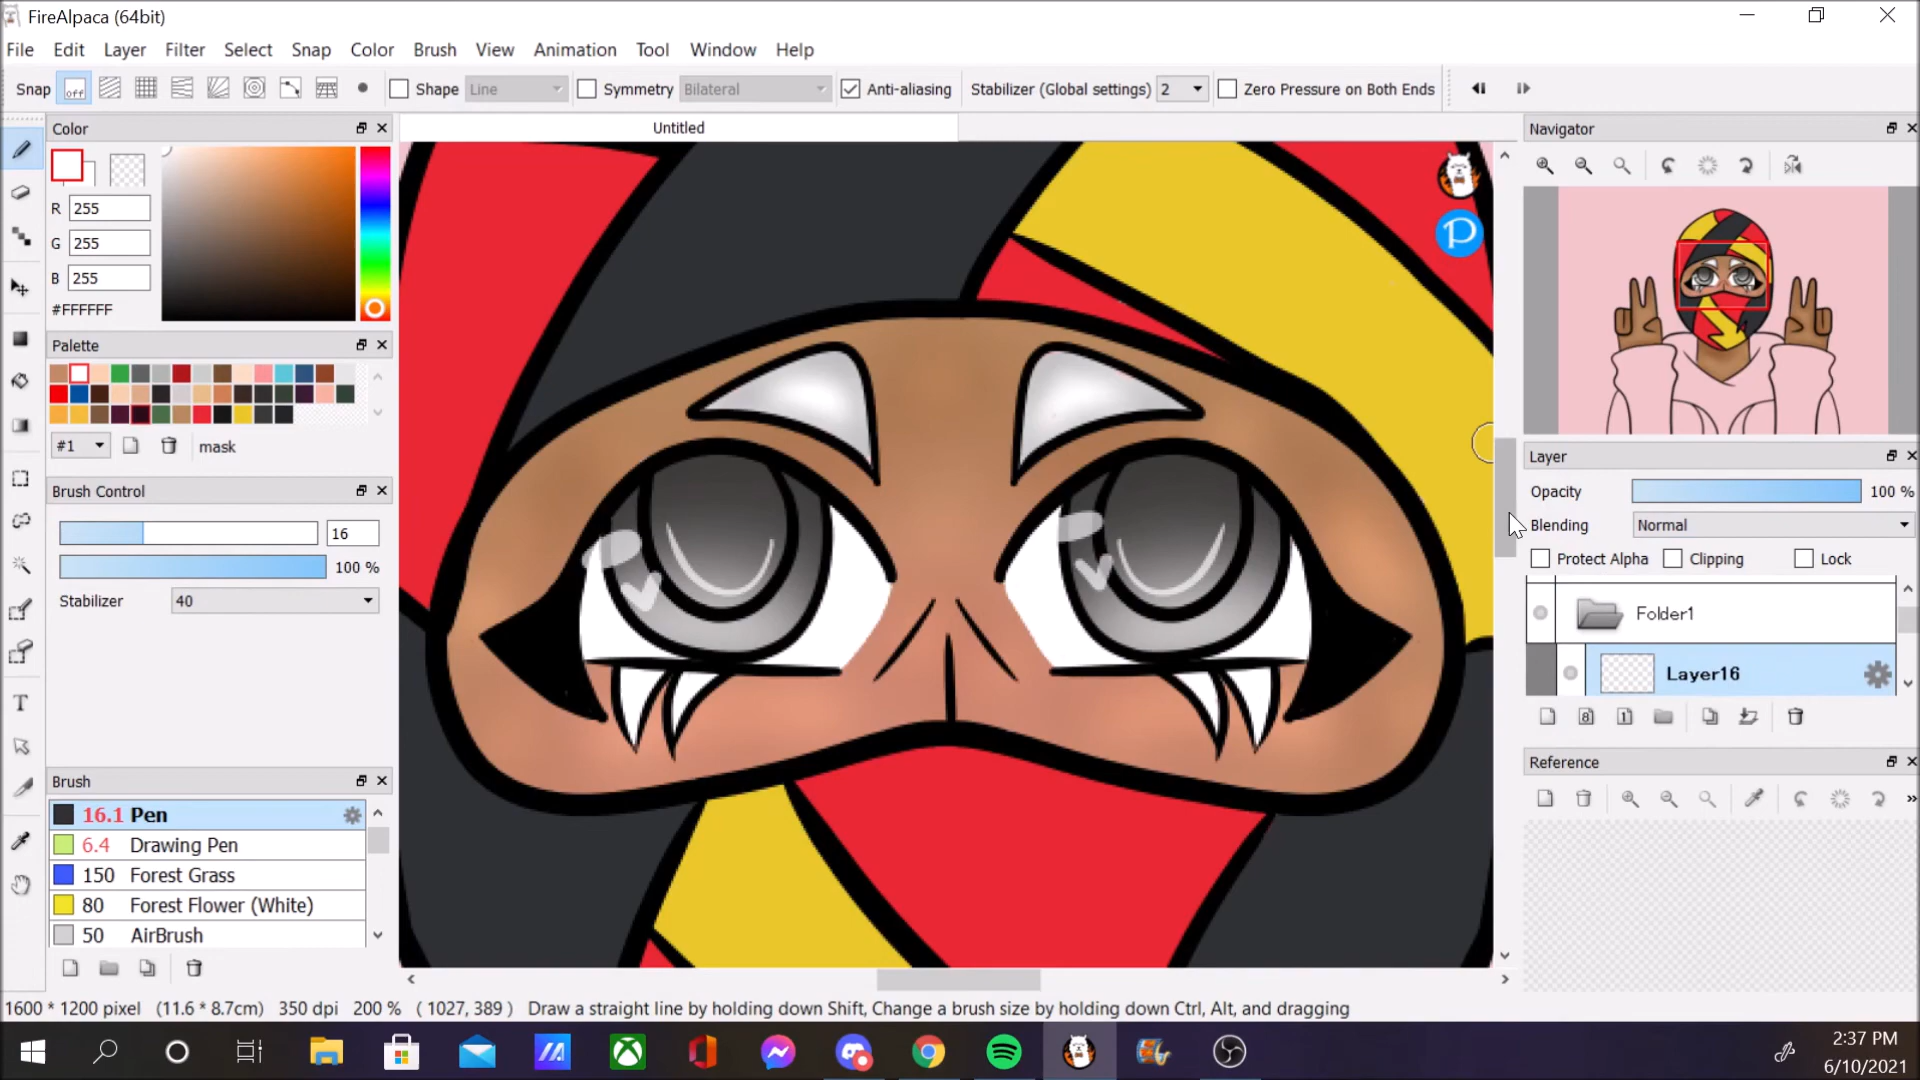 FireAlpaca (64bit)
File Edit Layer Filter Select Snap Color Brush View Animation Tool Window Help
Snap off Shape Line Symmetry Bilateral Anti-aliasing Stabilizer (Global settings) 2 Zero Pressure on Both Ends
Color
Untitled
Navigator
R 255
G 255
B 255
#FFFFFF
Palette
#1 mask
Brush Control
16
100 %
Stabilizer 40
Layer
Opacity 100 %
Blending Normal
Protect Alpha Clipping Lock
Folder1
Layer16
8 1
Reference
Brush
16.1 Pen
6.4 Drawing Pen
150 Forest Grass
80 Forest Flower (White)
50 AirBrush
1600 * 1200 pixel (11.6 * 8.7cm) 350 dpi 200 % ( 1027, 389 ) Draw a straight line by holding down Shift, Change a brush size by holding down Ctrl, Alt, and dragging
2:37 PM
6/10/2021